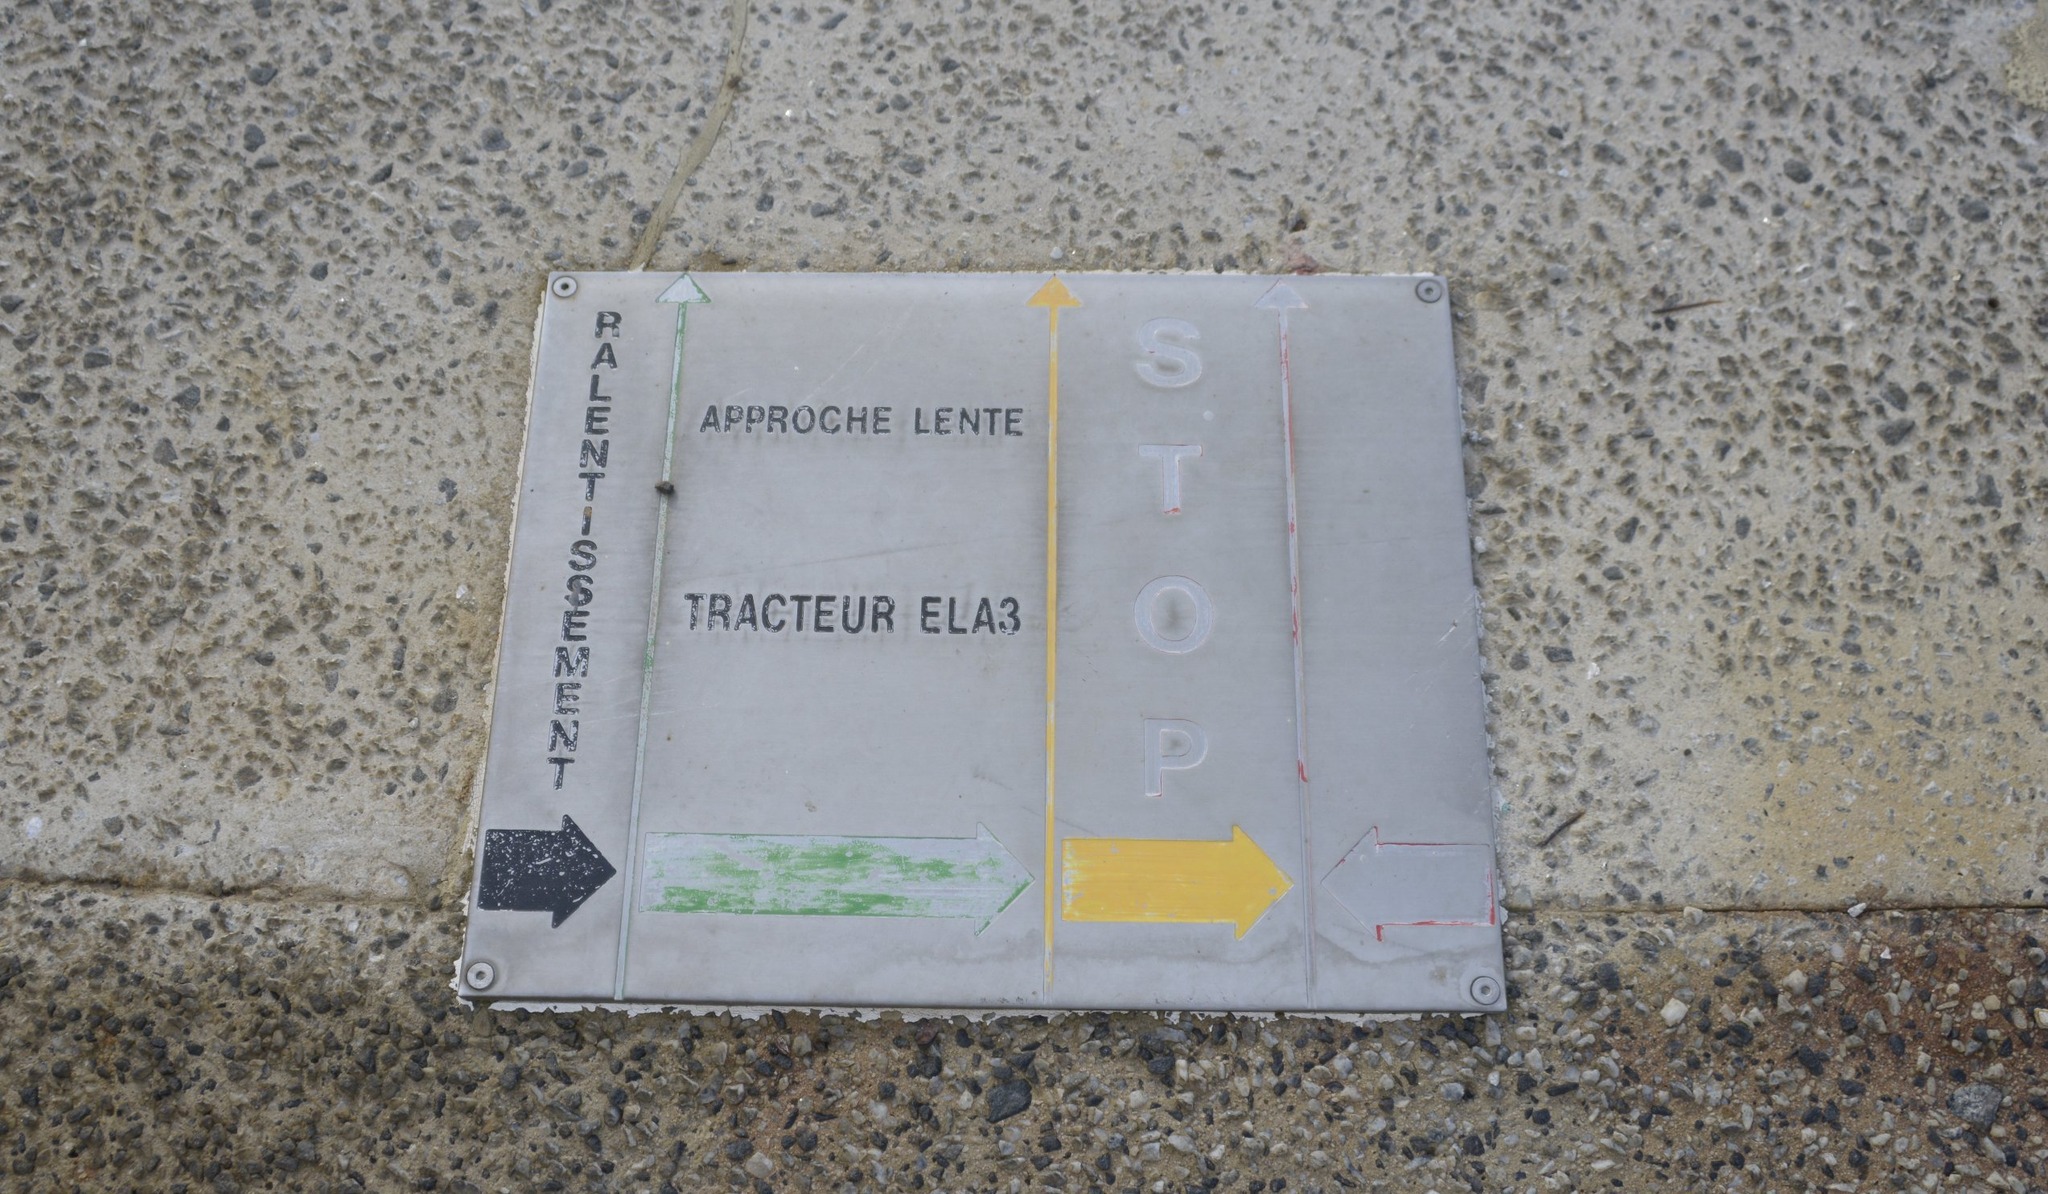 RALENTISSEMENT
APPROCHE LENTE
TRACTEUR ELA3
STOP